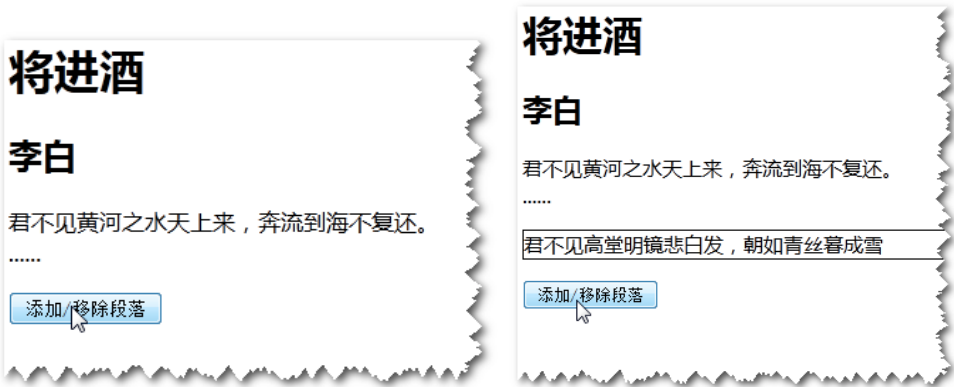 将进酒
李白
君不见黄河之水天上来，奔流到海不复还。
……
添加/移除段落
将进酒
李白
君不见黄河之水天上来，奔流到海不复还。
……
君不见高堂明镜悲白发，朝如青丝暮成雪
添加/移除段落